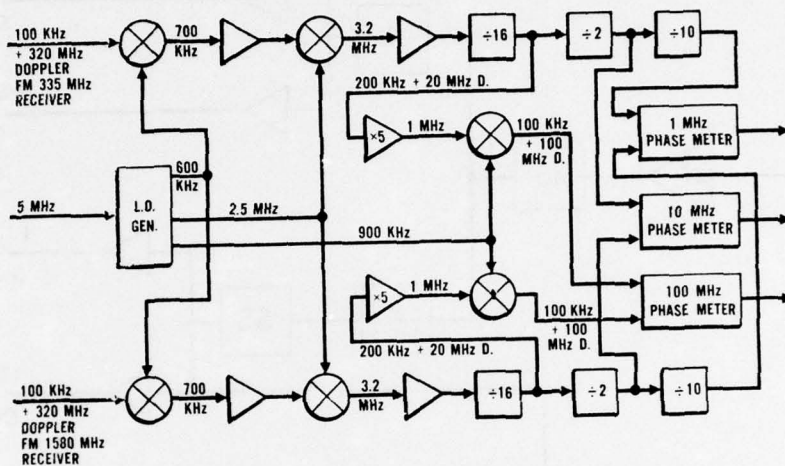 100 KHz
+ 320 MHz
DOPPLER
FM 335 MHz
RECEIVER
700
KHz
3.2
MHz
÷16
÷2
÷10
200 KHz + 20 MHz D.
×5
1 MHz
100 KHz
+ 100
MHz D.
1 MHz
PHASE METER
600
KHz
5 MHz
L.O.
GEN.
2.5 MHz
900 KHz
10 MHz
PHASE METER
×5
1 MHz
100 MHz
PHASE METER
100 KHz
+ 100
MHz D.
200 KHz + 20 MHz D.
100 KHz
+ 320 MHz
DOPPLER
FM 1580 MHz
RECEIVER
700
KHz
3.2
MHz
÷16
÷2
÷10